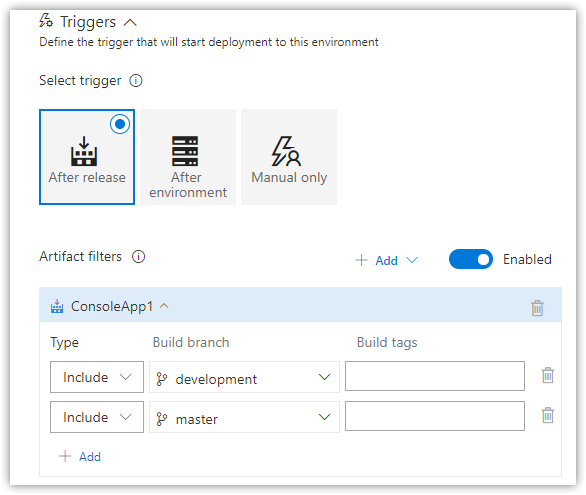 Triggers
Define the trigger that will start deployment to this environment
Select trigger
After release
After
environment
Manual only
Artifact filters
Add
Enabled
ConsoleApp1
Type Build branch Build tags
Include development
Include master
Add